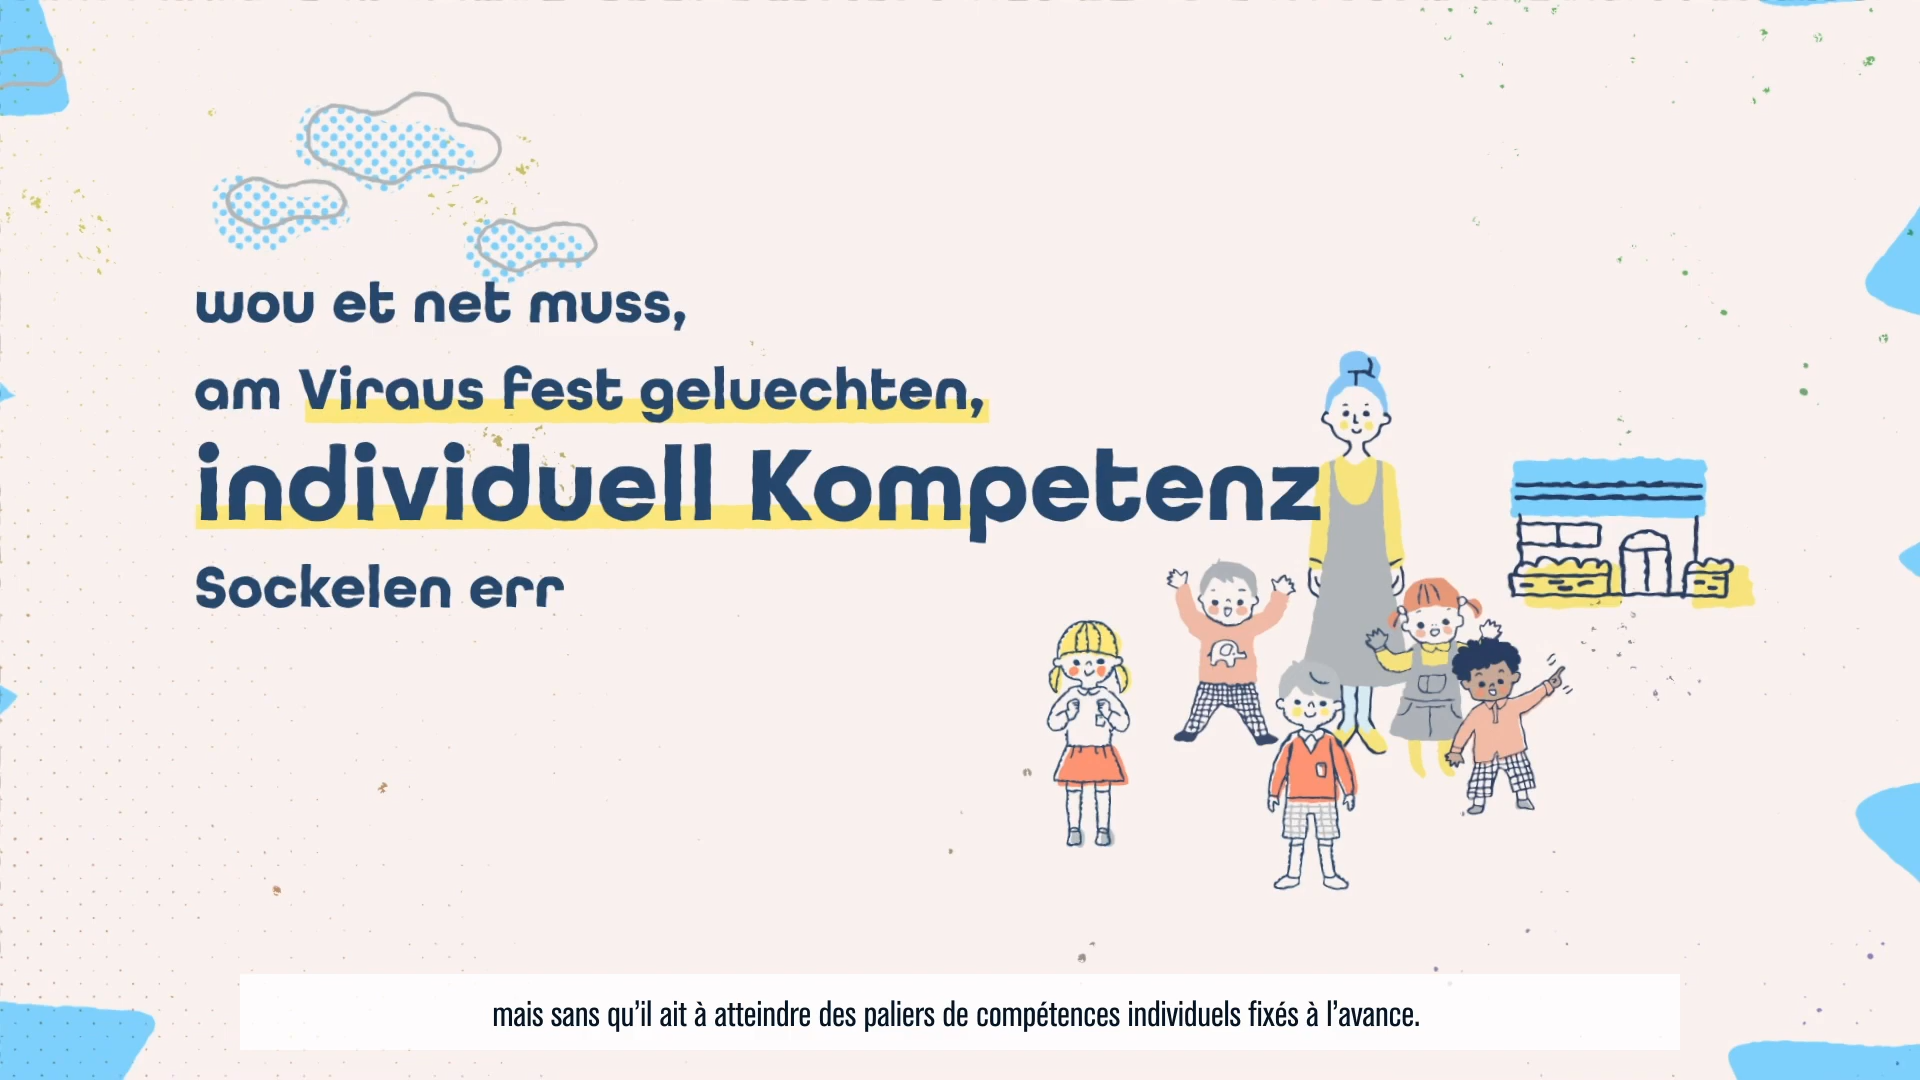 wou et net muss,
am Viraus fest geluechten,
individuell Kompetenz
Sockelen err
mais sans qu’il ait à atteindre des paliers de compétences individuels fixés à l’avance.